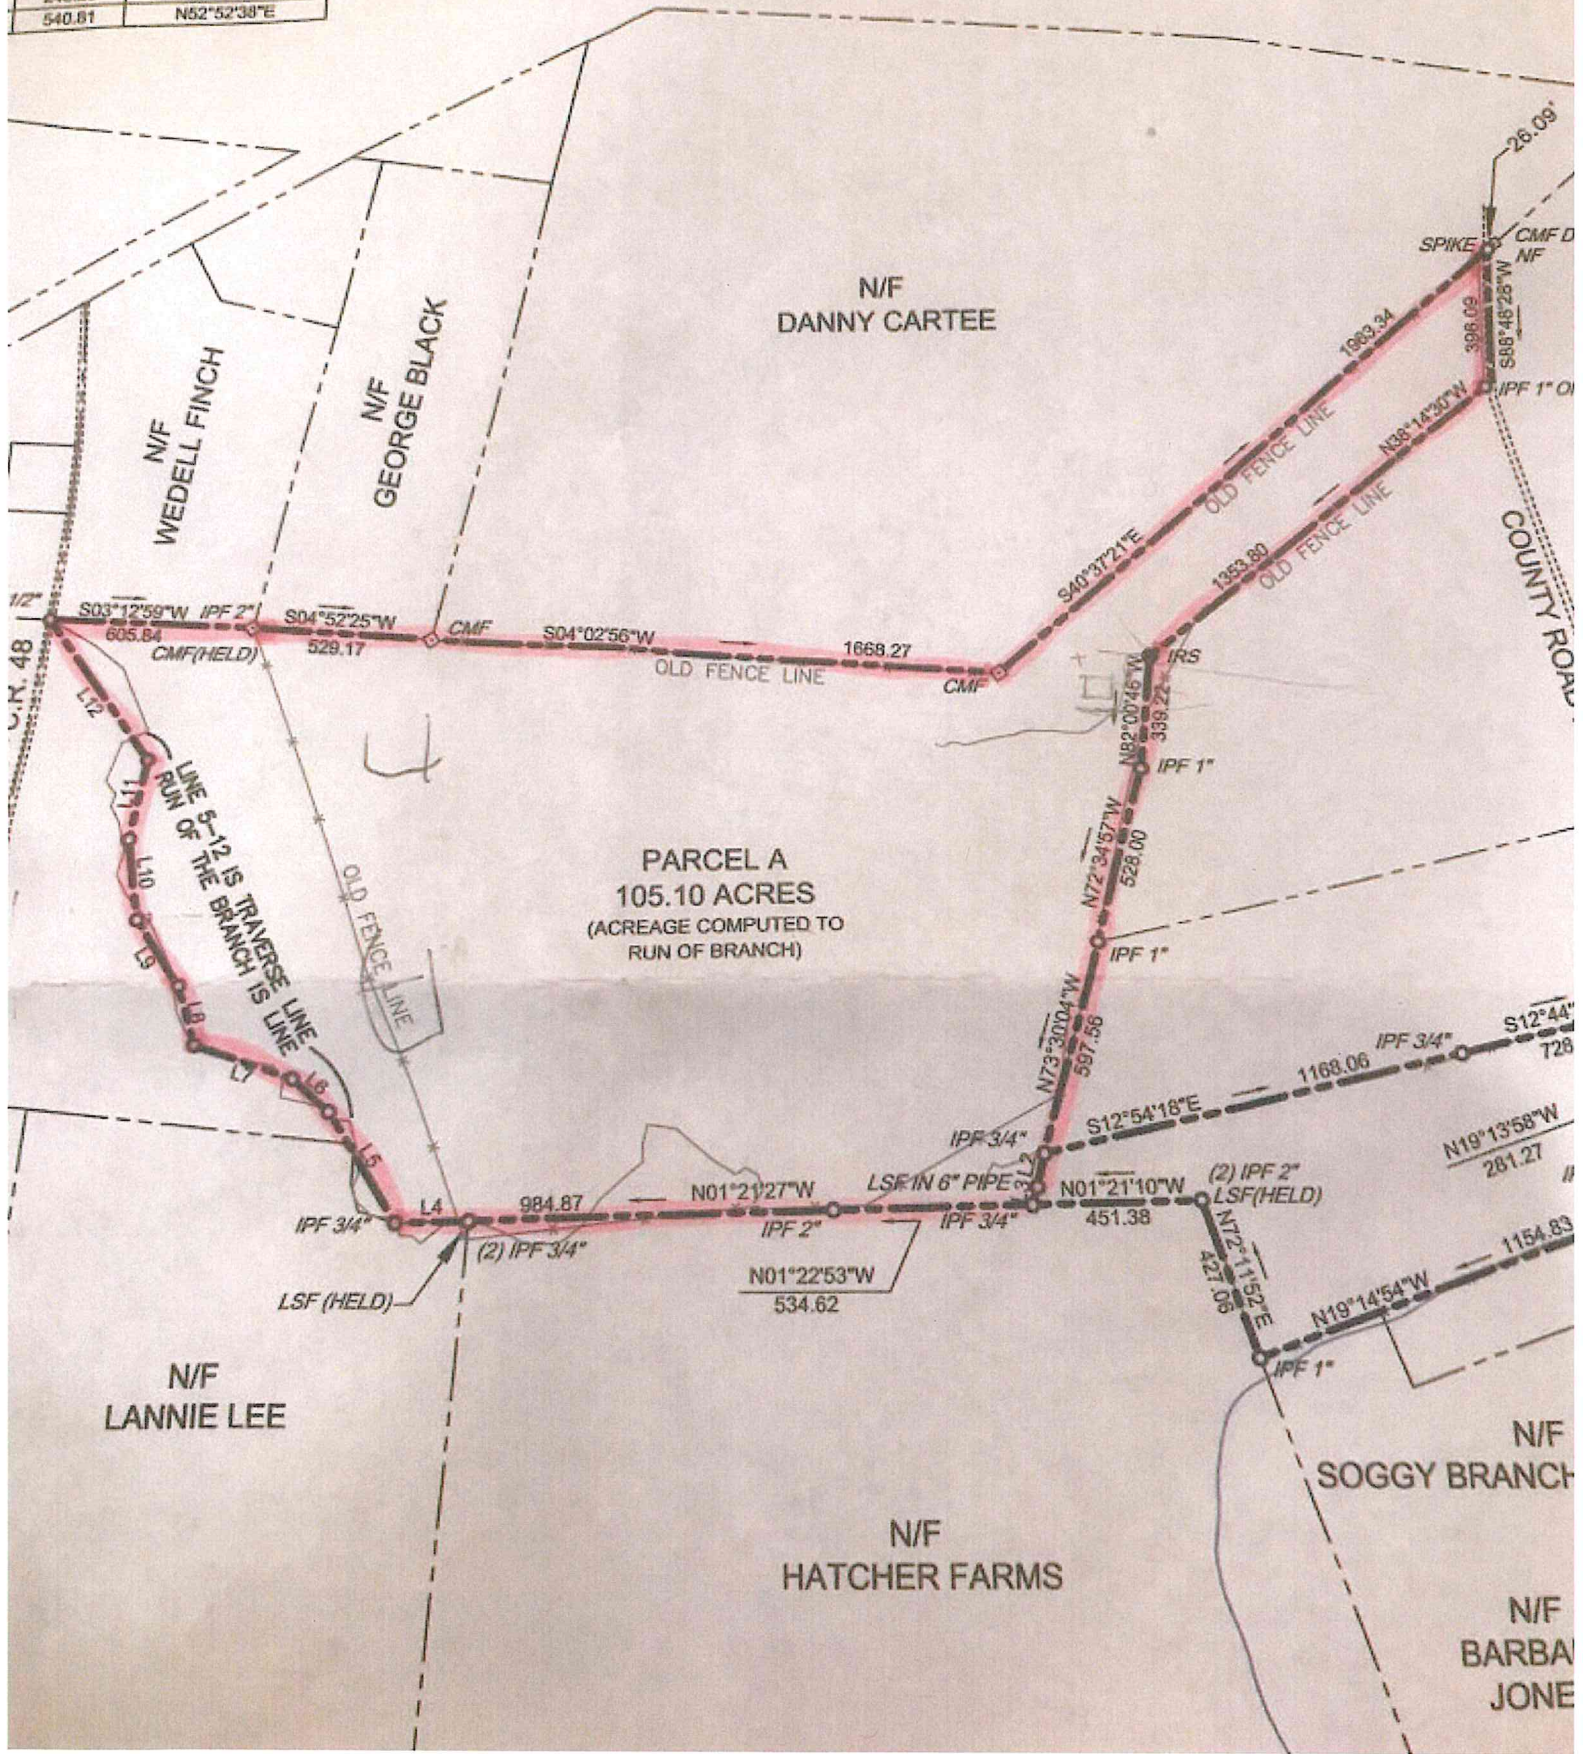 540.81 N52°52'38"E
26.09'
SPIKE
CMF D
NF
S88°48'28"W
396.09
IPF 1" O
N/F
DANNY CARTEE
1963.34
OLD FENCE LINE
S40°37'21"E
N38°14'30"W
1353.80
OLD FENCE LINE
COUNTY ROAD
N/F
WEDELL FINCH
N/F
GEORGE BLACK
1/2"
S03°12'59"W
605.84
IPF 2"
CMF(HELD)
S04°52'25"W
529.17
CMF
S04°02'56"W
1668.27
OLD FENCE LINE
CMF
IRS
N82°00'46"W
339.22
IPF 1"
C.R. 48
L12
L11
L10
L9
L8
L7
L6
L5
LINE 5-12 IS TRAVERSE LINE
RUN OF THE BRANCH IS LINE
OLD FENCE LINE
4
PARCEL A
105.10 ACRES
(ACREAGE COMPUTED TO
RUN OF BRANCH)
N72°34'57"W
528.00
IPF 1"
N73°30'04"W
597.56
IPF 3/4"
S12°44'
728
1168.06
S12°54'18"E
N19°13'58"W
281.27
IPF 3/4"
L2
LSF IN 6" PIPE
N01°21'10"W
451.38
(2) IPF 2"
LSF(HELD)
IPF 3/4"
L4
984.87
N01°21'27"W
IPF 2"
IPF 3/4"
(2) IPF 3/4"
LSF (HELD)
N01°22'53"W
534.62
N72°11'52"E
427.06
1154.83
N19°14'54"W
IPF 1"
N/F
LANNIE LEE
N/F
HATCHER FARMS
N/F
SOGGY BRANCH
N/F
BARBA
JONE